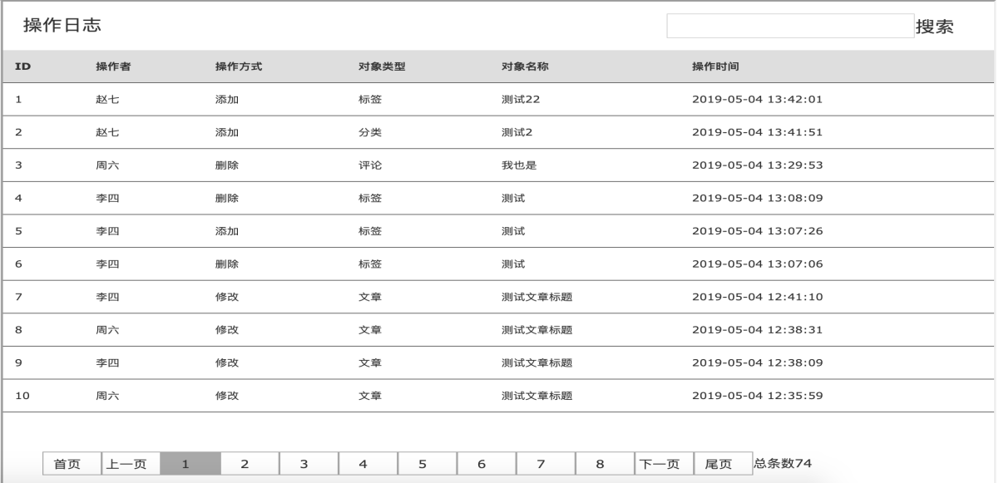 操作日志 搜索
ID 操作者 操作方式 对象类型 对象名称 操作时间
1 赵七 添加 标签 测试22 2019-05-04 13:42:01
2 赵七 添加 分类 测试2 2019-05-04 13:41:51
3 周六 删除 评论 我也是 2019-05-04 13:29:53
4 李四 删除 标签 测试 2019-05-04 13:08:09
5 李四 添加 标签 测试 2019-05-04 13:07:26
6 李四 删除 标签 测试 2019-05-04 13:07:06
7 李四 修改 文章 测试文章标题 2019-05-04 12:41:10
8 周六 修改 文章 测试文章标题 2019-05-04 12:38:31
9 李四 修改 文章 测试文章标题 2019-05-04 12:38:09
10 周六 修改 文章 测试文章标题 2019-05-04 12:35:59
首页 上一页 1 2 3 4 5 6 7 8 下一页 尾页 总条数74